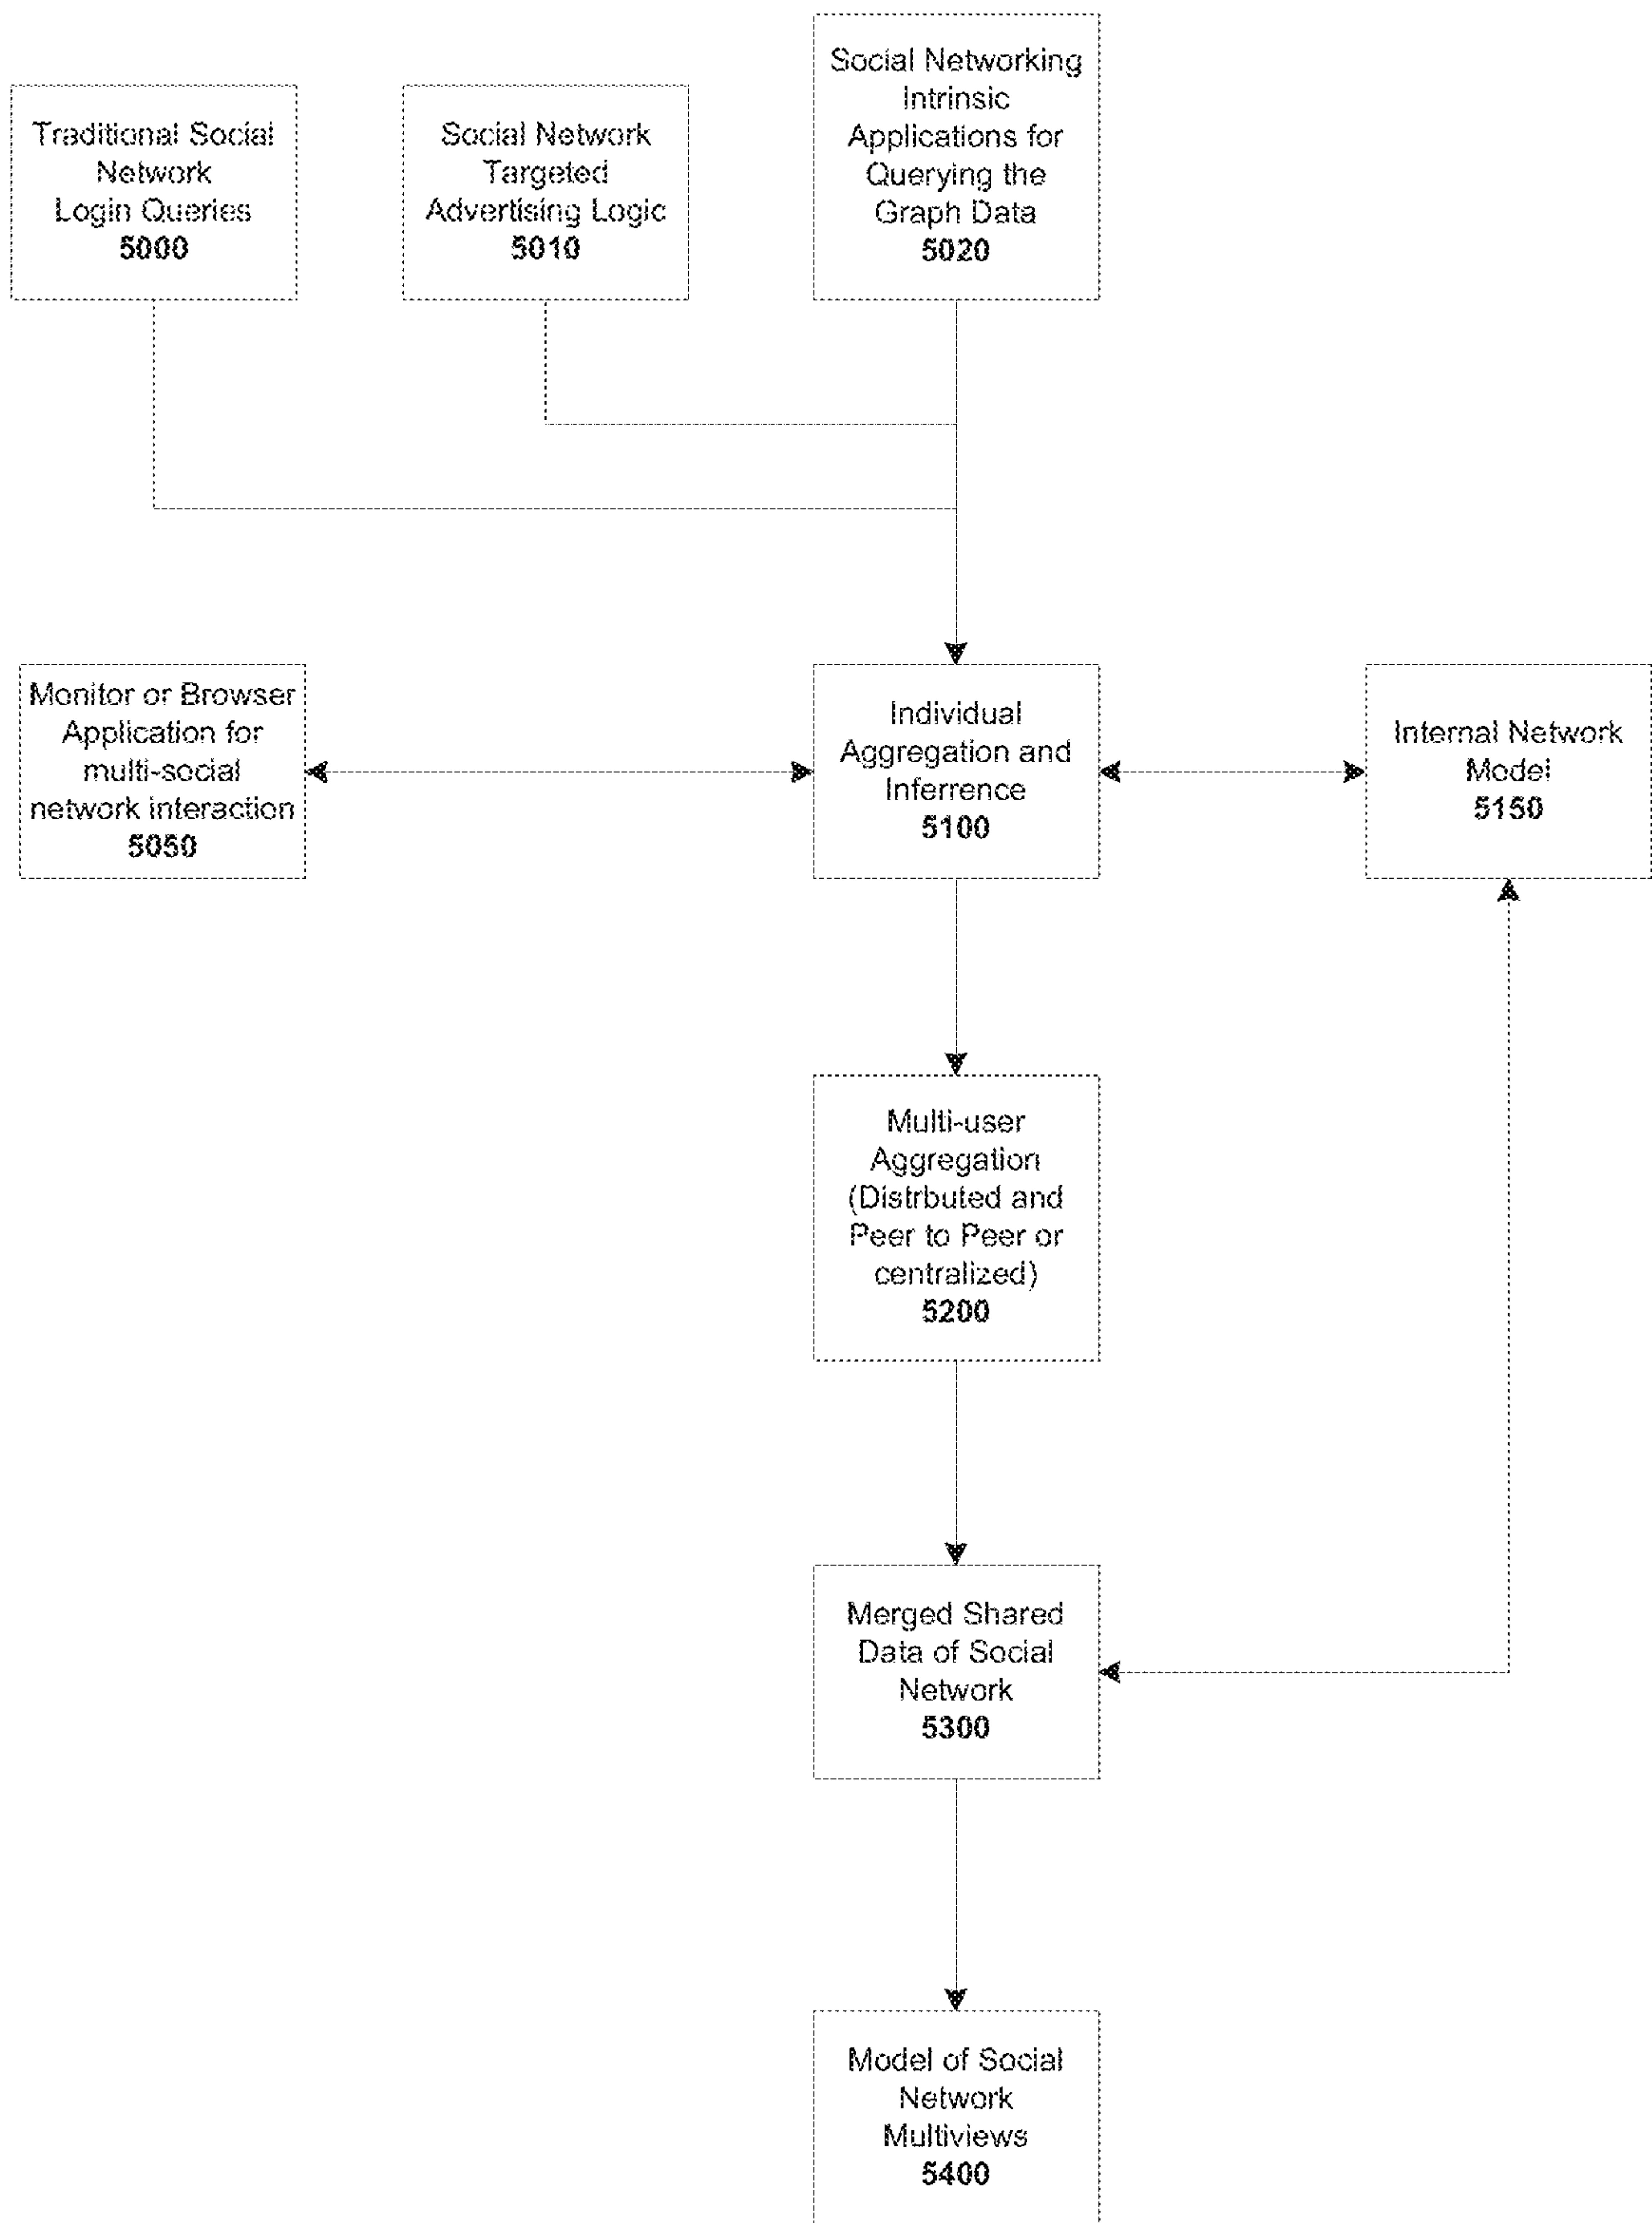 Traditional Social
Network
Login Queries
5000
Social Network
Targeted
Advertising Logic
5010
Social Networking
Intrinsic
Applications for
Querying the
Graph Data
5020
Monitor or Browser
Application for
multi-social
network interaction
5050
Individual
Aggregation and
Inferrence
5100
Internal Network
Model
5150
Multi-user
Aggregation
(Distrbuted and
Peer to Peer or
centralized)
5200
Merged Shared
Data of Social
Network
5300
Model of Social
Network
Multiviews
5400